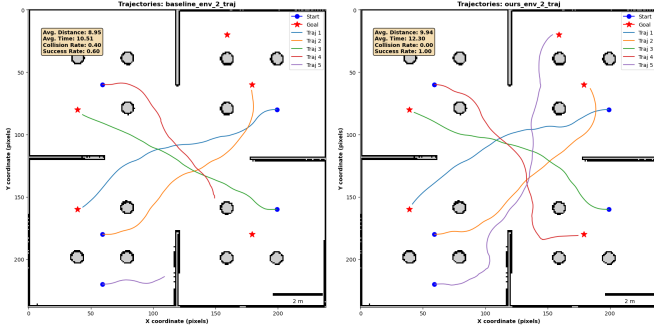 Trajectories: baseline_env_2_traj
Avg. Distance: 8.95
Avg. Time: 10.51
Collision Rate: 0.40
Success Rate: 0.60
Start
Goal
Traj 1
Traj 2
Traj 3
Traj 4
Traj 5
0
50
100
150
200
Y coordinate (pixels)
2 m
0
50
100
150
200
X coordinate (pixels)
Trajectories: ours_env_2_traj
Avg. Distance: 9.94
Avg. Time: 12.30
Collision Rate: 0.00
Success Rate: 1.00
Start
Goal
Traj 1
Traj 2
Traj 3
Traj 4
Traj 5
0
50
100
150
200
Y coordinate (pixels)
2 m
0
50
100
150
200
X coordinate (pixels)